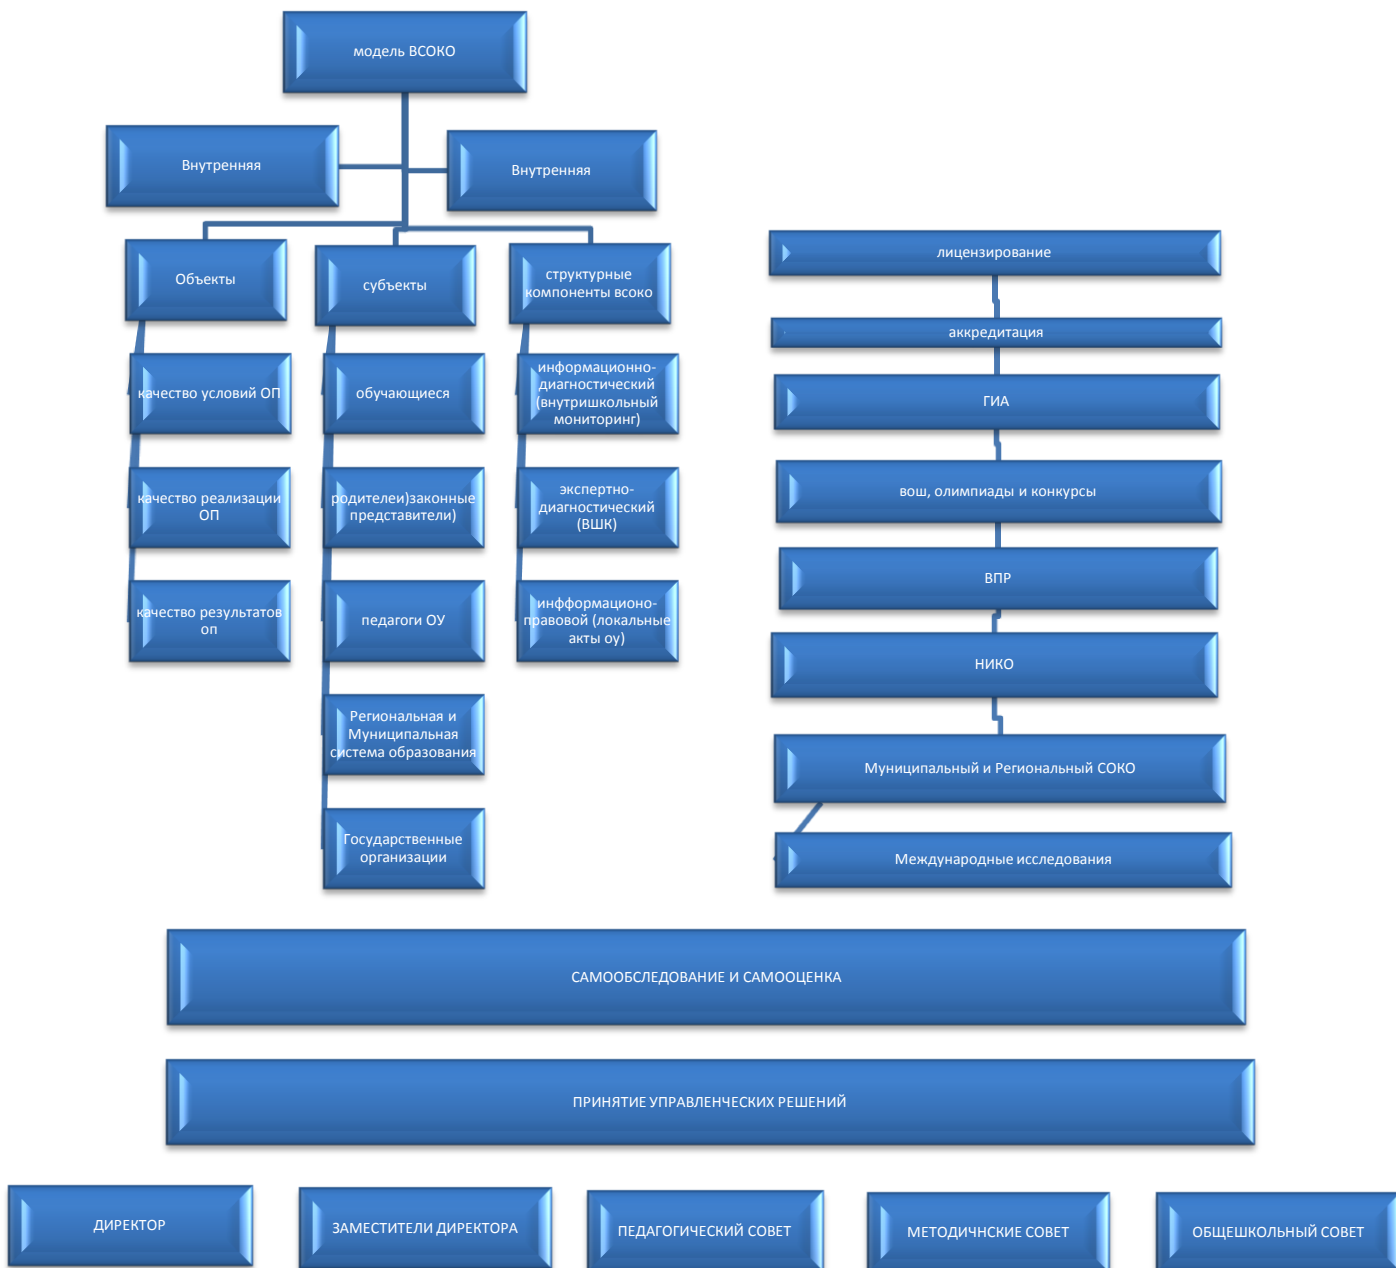 модель ВСОКО
Внутренняя
Внутренняя
Объекты
качество условий ОП
качество реализации
ОП
качество результатов
оп
субъекты
обучающиеся
родителеи)законные
представители)
педагоги ОУ
Региональная и
Муниципальная
система образования
Государственные
организации
структурные
компоненты всоко
информационно-
диагностический
(внутришкольный
мониторинг)
экспертно-
диагностический
(ВШК)
инфформационо-
правовой (локальные
акты оу)
лицензирование
аккредитация
ГИА
вош, олимпиады и конкурсы
ВПР
НИКО
Муниципальный и Региональный СОКО
Международные исследования
САМООБСЛЕДОВАНИЕ И САМООЦЕНКА
ПРИНЯТИЕ УПРАВЛЕНЧЕСКИХ РЕШЕНИЙ
ДИРЕКТОР
ЗАМЕСТИТЕЛИ ДИРЕКТОРА
ПЕДАГОГИЧЕСКИЙ СОВЕТ
МЕТОДИЧНСКИЕ СОВЕТ
ОБЩЕШКОЛЬНЫЙ СОВЕТ